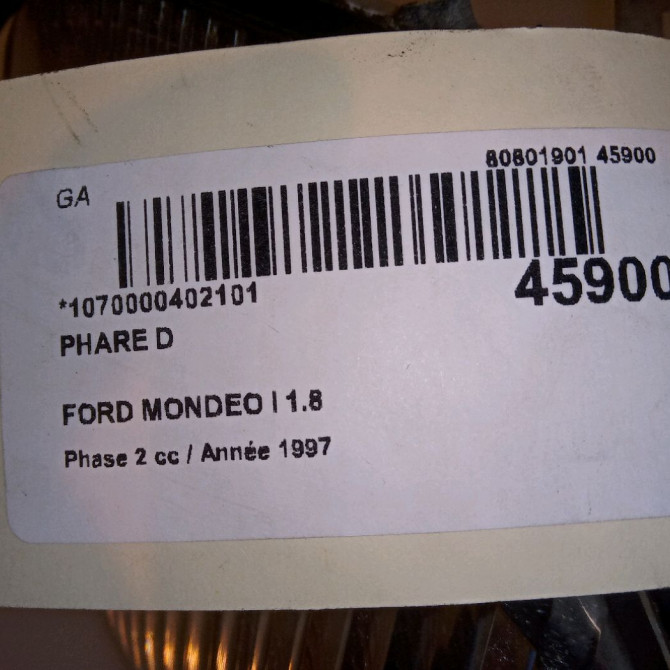 80801901 45900
GA
*1070000402101
45900
PHARE D
FORD MONDEO I 1.8
Phase 2 cc / Année 1997